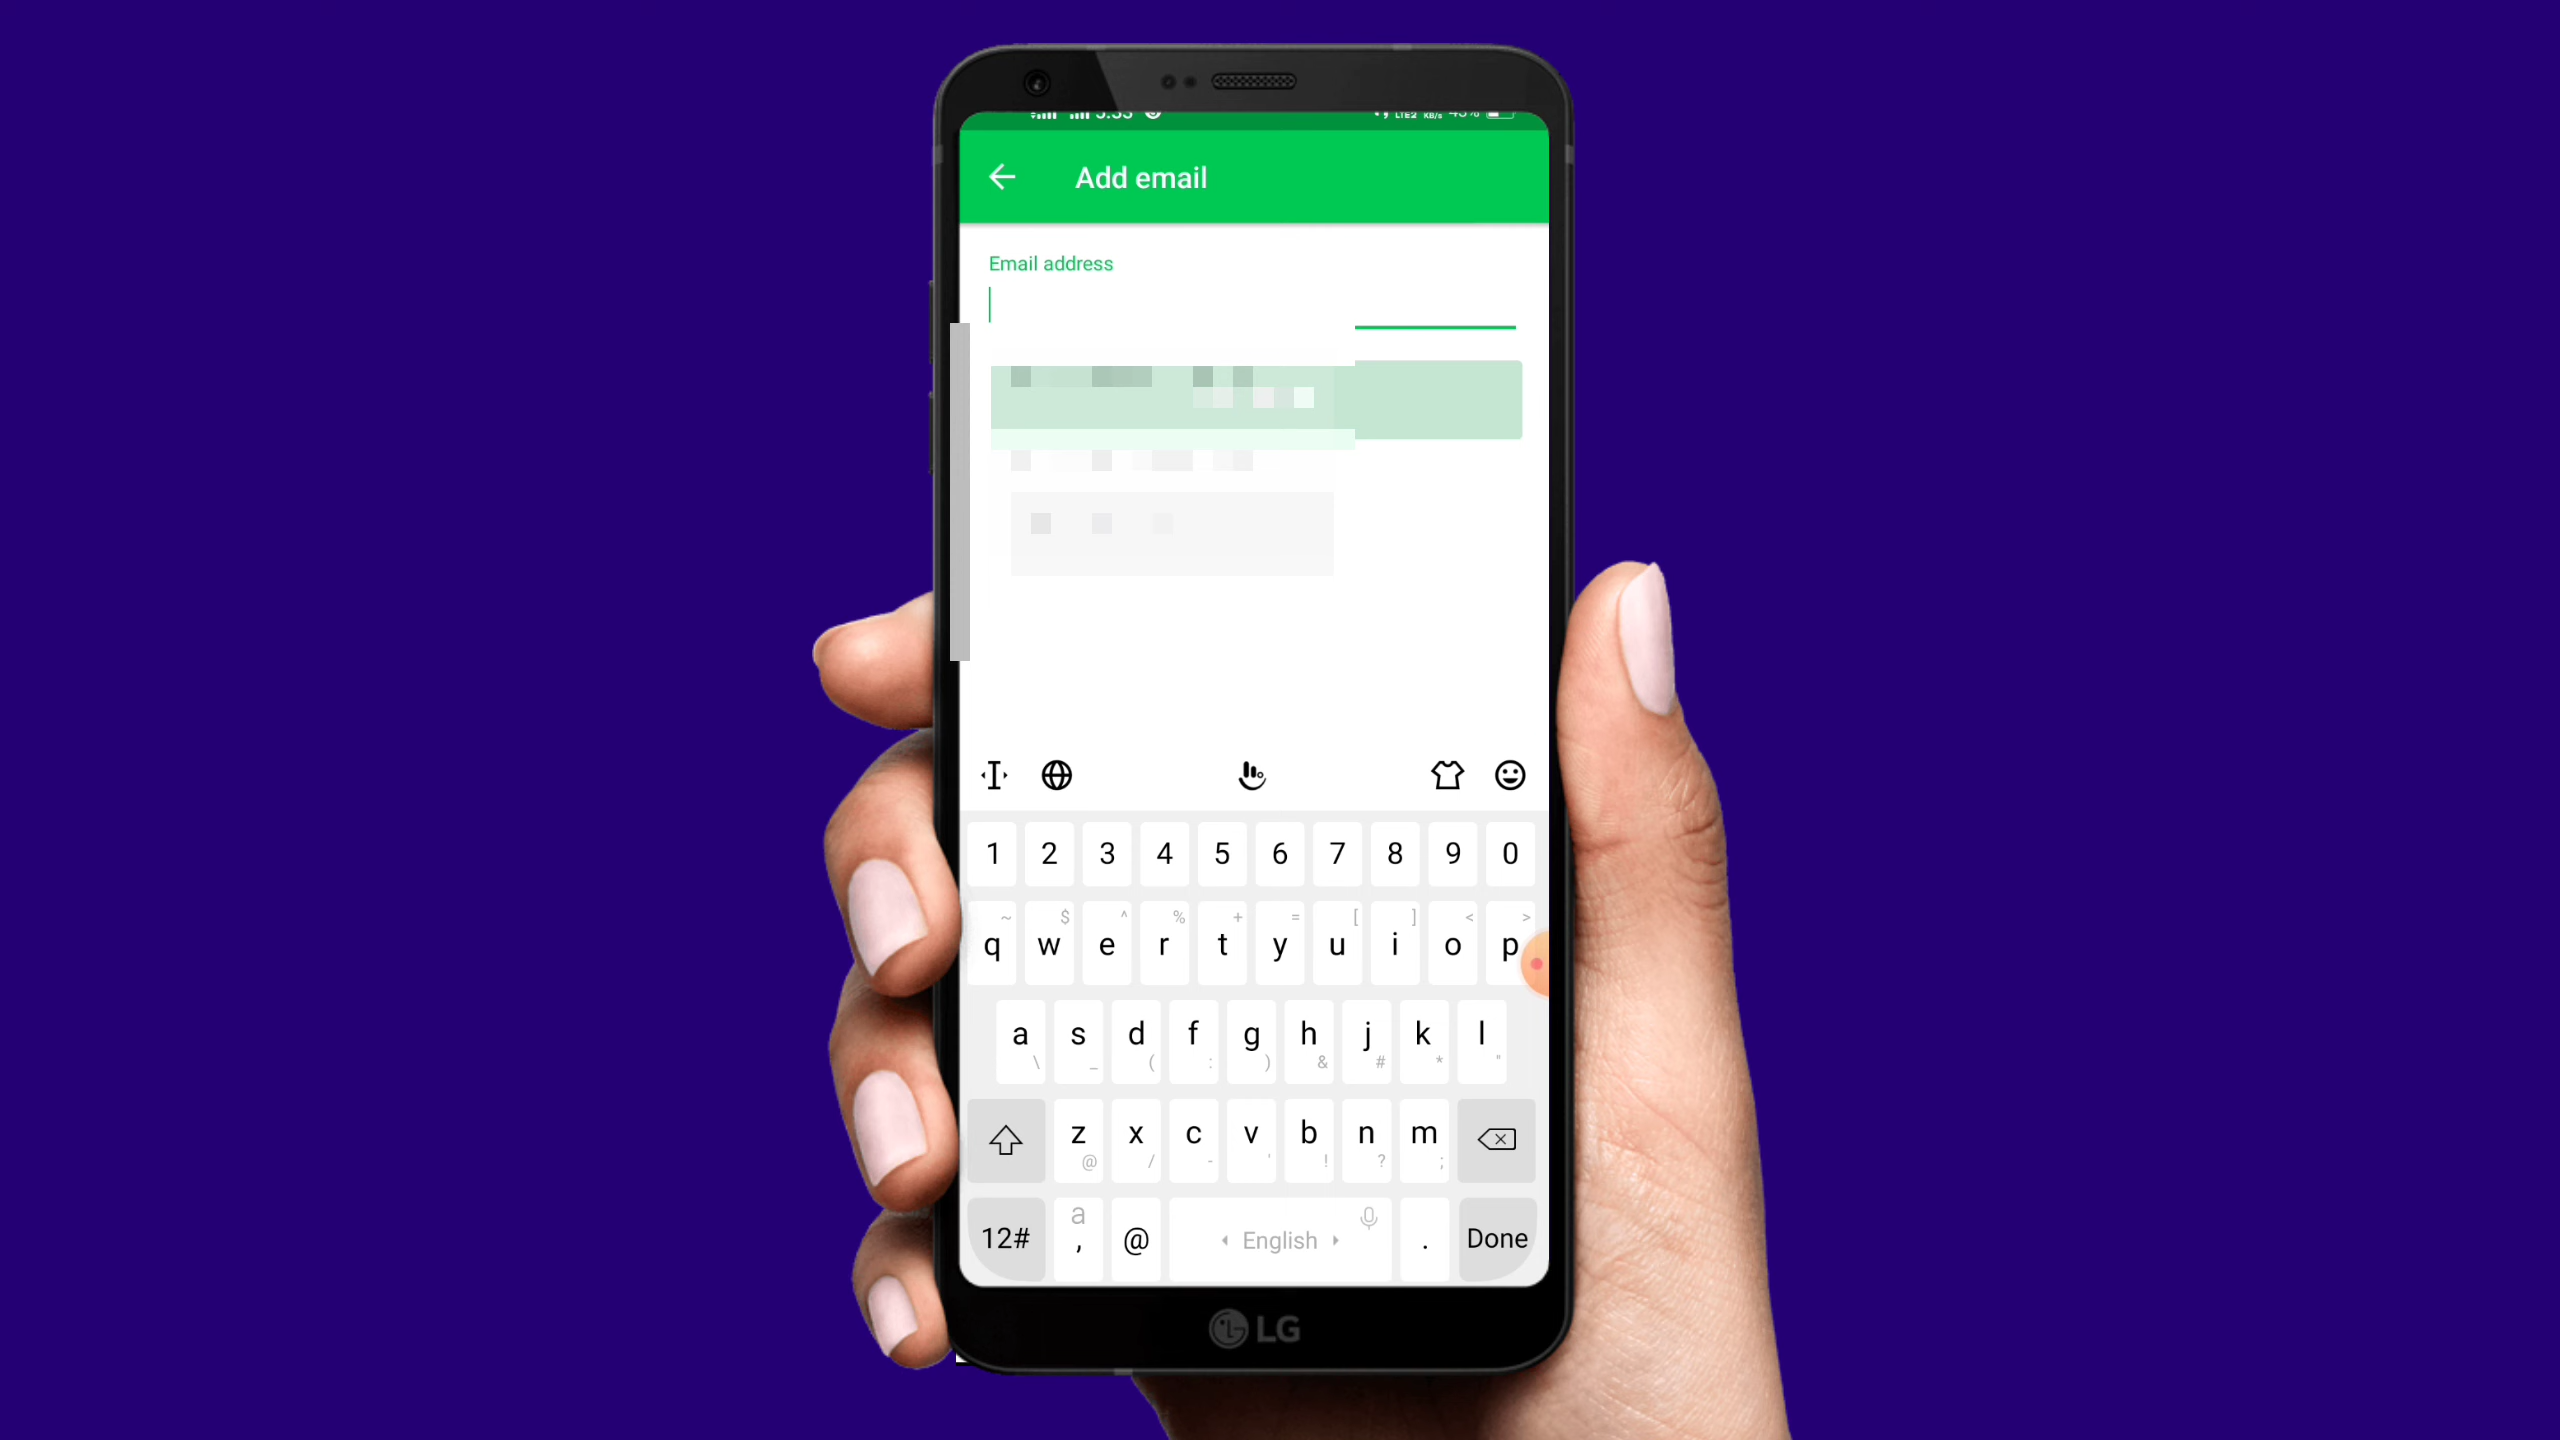 Add email
Email address
1 2 3 4 5 6 7 8 9 0
~ $ ^ % + = [ ] < >
q w e r t y u i o p
a s d f g h j k l
\ _ ( : ) & # * "
z x c v b n m
@ / - ' ! ? ;
a
12# , @ English . Done
LG